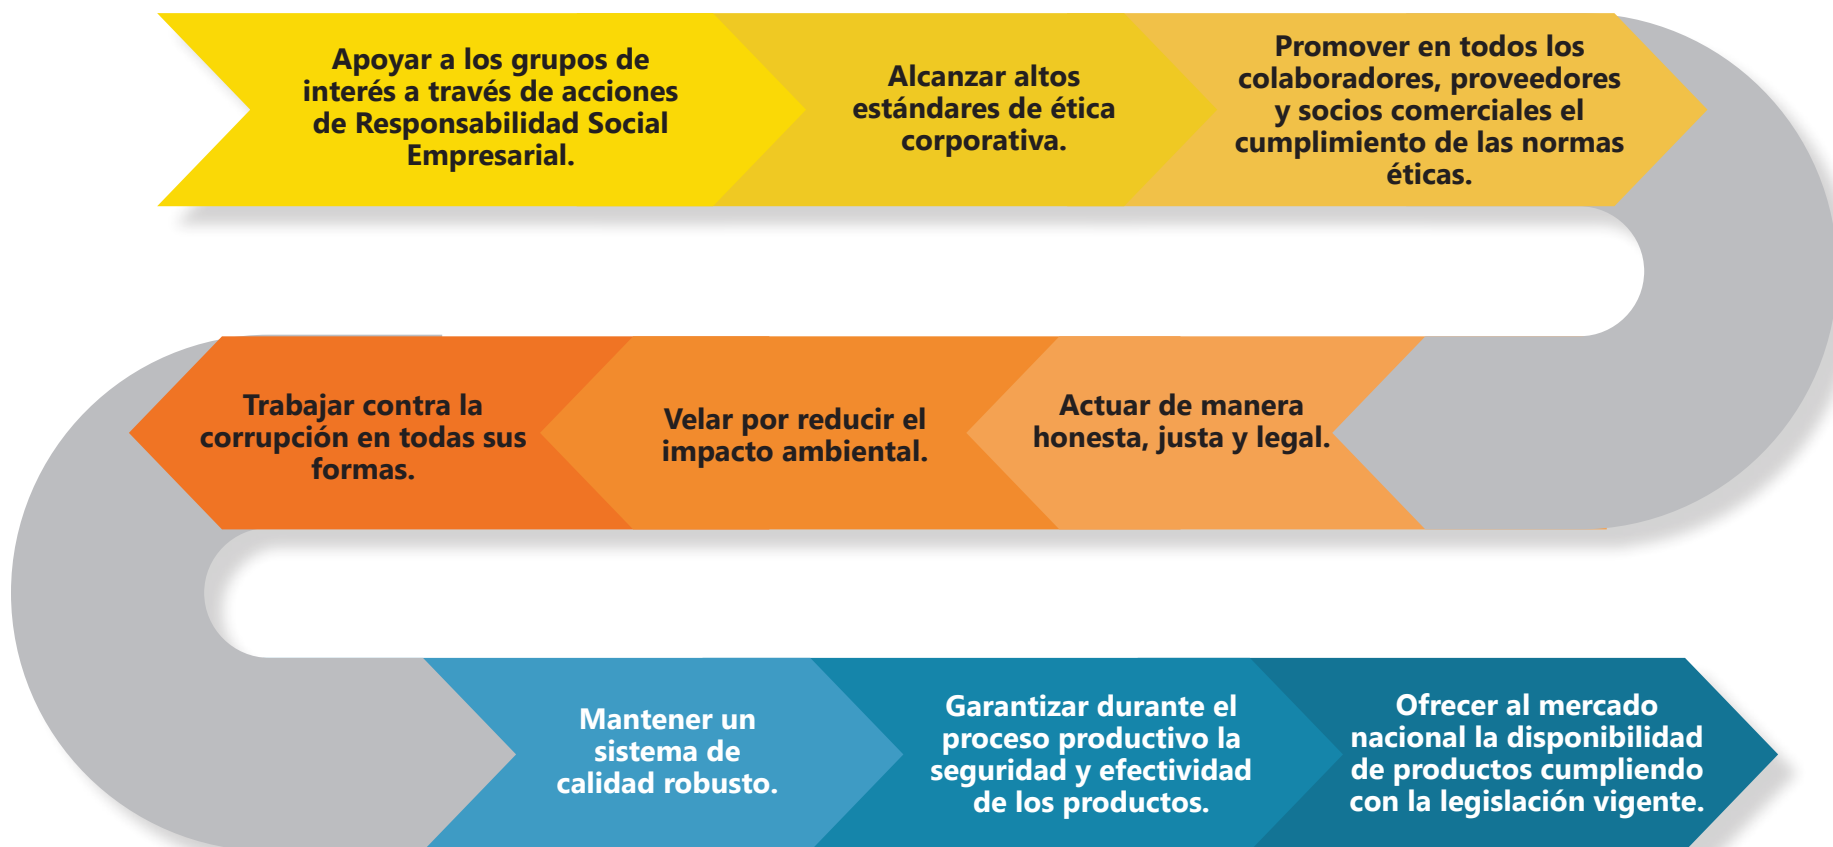 Apoyar a los grupos de
interés a través de acciones
de Responsabilidad Social
Empresarial.
Alcanzar altos
estándares de ética
corporativa.
Promover en todos los
colaboradores, proveedores
y socios comerciales el
cumplimiento de las normas
éticas.
Actuar de manera
honesta, justa y legal.
Velar por reducir el
impacto ambiental.
Trabajar contra la
corrupción en todas sus
formas.
Mantener un
sistema de
calidad robusto.
Garantizar durante el
proceso productivo la
seguridad y efectividad
de los productos.
Ofrecer al mercado
nacional la disponibilidad
de productos cumpliendo
con la legislación vigente.